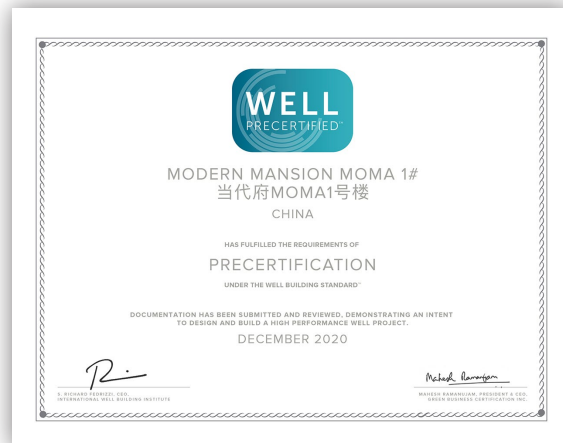 WELL
PRECERTIFIED™
MODERN MANSION MOMA 1#
当代府MOMA1号楼
CHINA
HAS FULFILLED THE REQUIREMENTS OF
PRECERTIFICATION
UNDER THE WELL BUILDING STANDARD™
DOCUMENTATION HAS BEEN SUBMITTED AND REVIEWED, DEMONSTRATING AN INTENT
TO DESIGN AND BUILD A HIGH PERFORMANCE WELL PROJECT.
DECEMBER 2020
Mahesh Ramanujam
S. RICHARD FEDRIZZI, CEO,
INTERNATIONAL WELL BUILDING INSTITUTE
MAHESH RAMANUJAM, PRESIDENT & CEO,
GREEN BUSINESS CERTIFICATION INC.